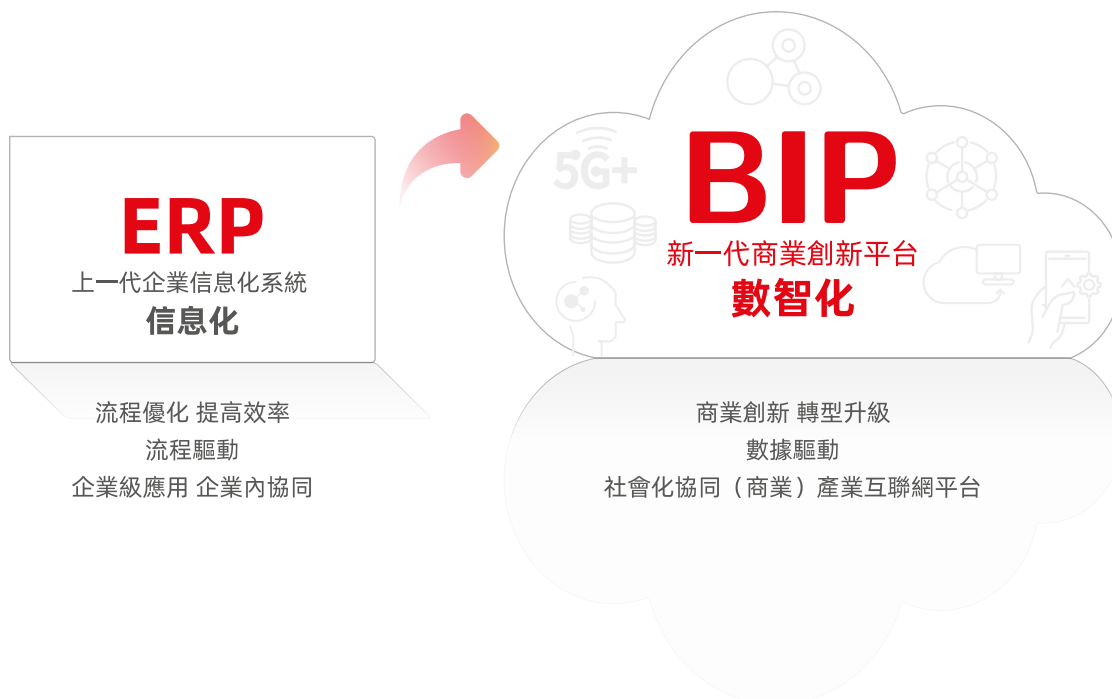 ERP
上一代企業信息化系統
信息化
流程優化 提高效率
流程驅動
企業級應用 企業內協同
5G+
BIP
新一代商業創新平台
數智化
商業創新 轉型升級
數據驅動
社會化協同（商業）產業互聯網平台